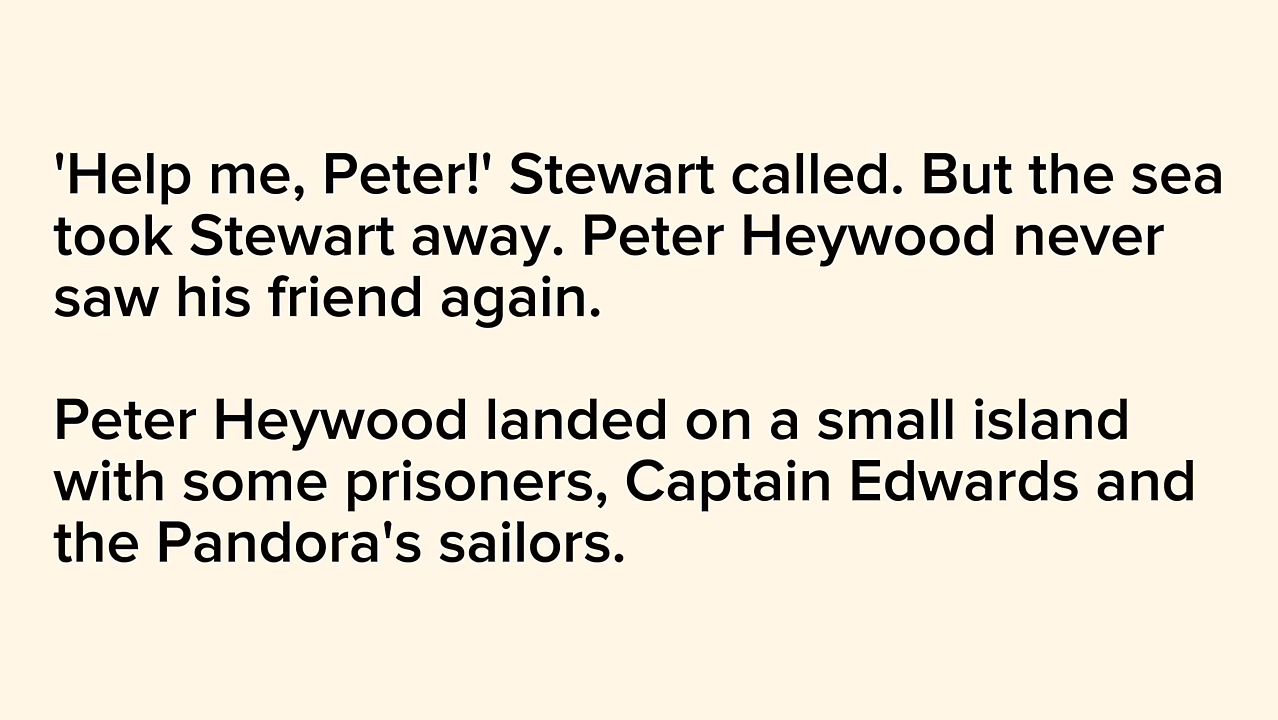 'Help me, Peter!' Stewart called. But the sea
took Stewart away. Peter Heywood never
saw his friend again.
Peter Heywood landed on a small island
with some prisoners, Captain Edwards and
the Pandora's sailors.